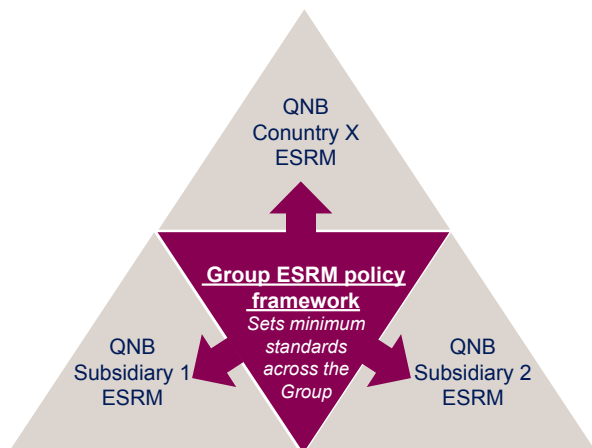 QNB
Conuntry X
ESRM
Group ESRM policy
framework
Sets minimum
standards
across the
Group
QNB
Subsidiary 1
ESRM
QNB
Subsidiary 2
ESRM